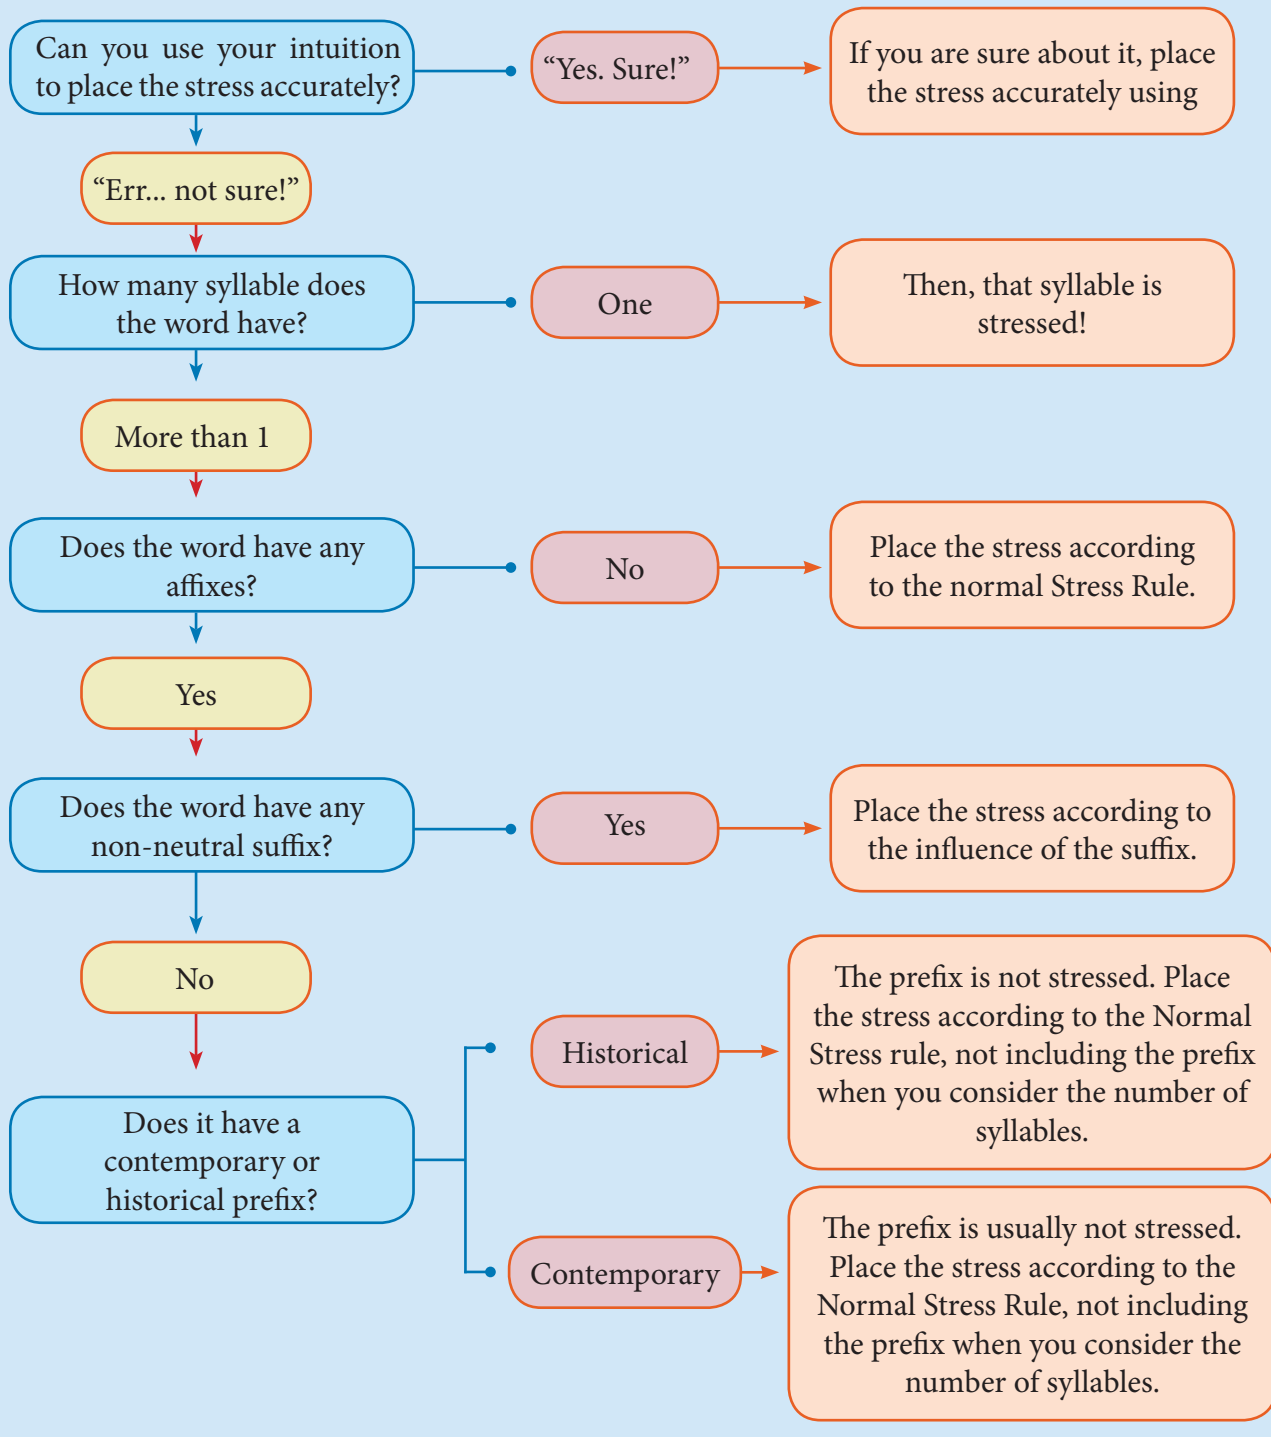 Can you use your intuition
to place the stress accurately?
“Yes. Sure!”
If you are sure about it, place
the stress accurately using
“Err... not sure!”
How many syllable does
the word have?
One
Then, that syllable is
stressed!
More than 1
Does the word have any
affixes?
No
Place the stress according
to the normal Stress Rule.
Yes
Does the word have any
non-neutral suffix?
Yes
Place the stress according to
the influence of the suffix.
No
Does it have a
contemporary or
historical prefix?
Historical
The prefix is not stressed. Place
the stress according to the Normal
Stress rule, not including the prefix
when you consider the number of
syllables.
Contemporary
The prefix is usually not stressed.
Place the stress according to the
Normal Stress Rule, not including
the prefix when you consider the
number of syllables.